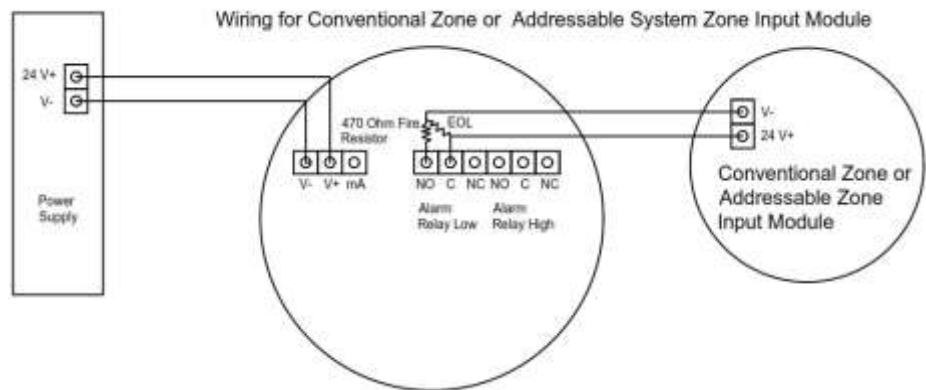 Wiring for Conventional Zone or Addressable System Zone Input Module
24 V+
V-
Power
Supply
470 Ohm Fire
Resistor
EOL
V- V+ mA
NO C NC NO C NC
Alarm
Relay Low
Alarm
Relay High
V-
24 V+
Conventional Zone or
Addressable Zone
Input Module